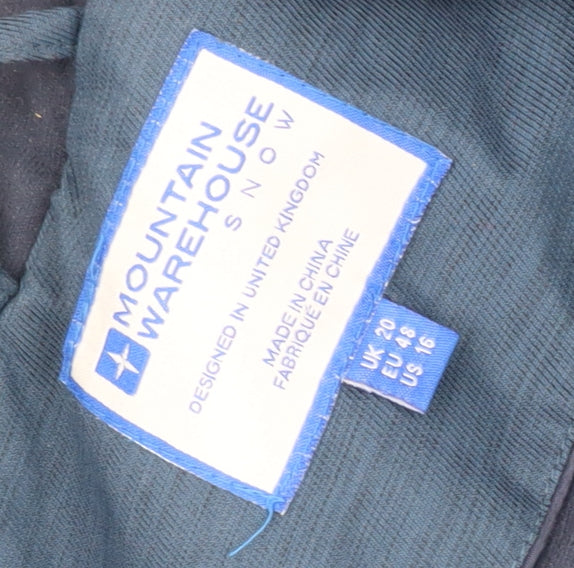 MOUNTAIN
WAREHOUSE
SNOW
DESIGNED IN UNITED KINGDOM
MADE IN CHINA
FABRIQUÉ EN CHINE
UK 20
EU 48
US 16